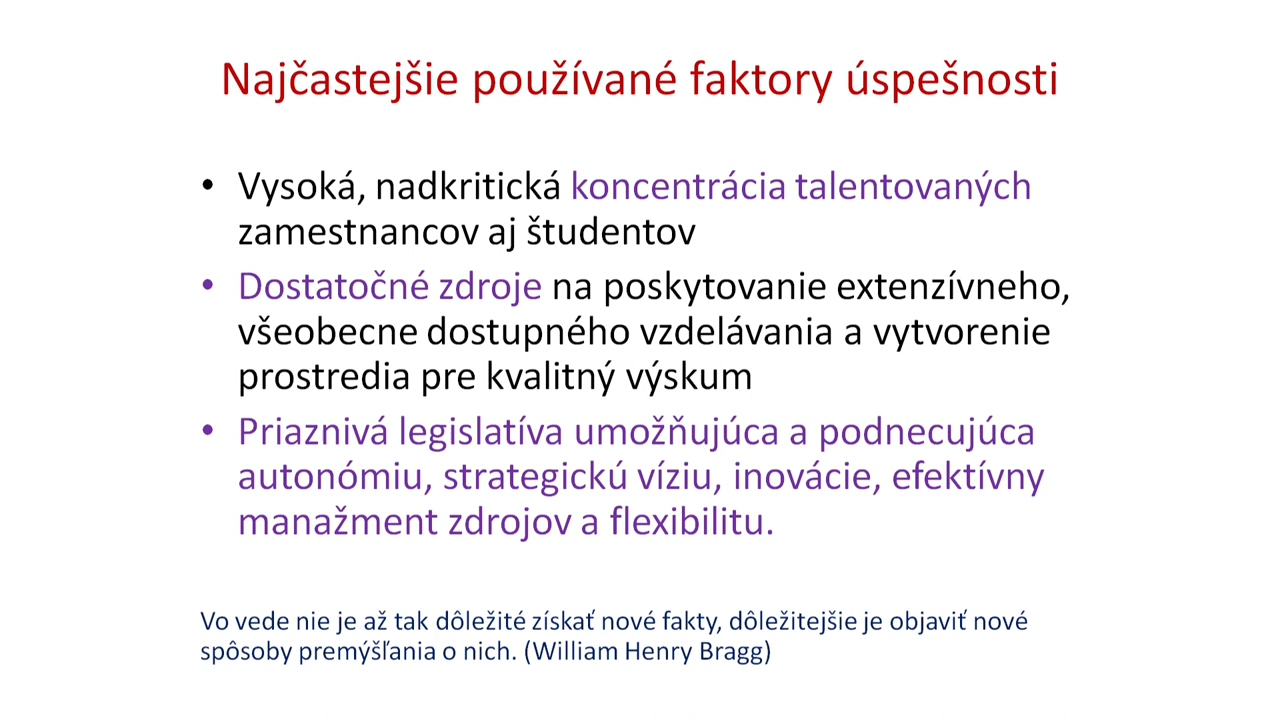 Najčastejšie používané faktory úspešnosti
• Vysoká, nadkritická koncentrácia talentovaných
zamestnancov aj študentov
• Dostatočné zdroje na poskytovanie extenzívneho,
všeobecne dostupného vzdelávania a vytvorenie
prostredia pre kvalitný výskum
• Priaznivá legislatíva umožňujúca a podnecujúca
autonómiu, strategickú víziu, inovácie, efektívny
manažment zdrojov a flexibilitu.
Vo vede nie je až tak dôležité získať nové fakty, dôležitejšie je objaviť nové
spôsoby premýšľania o nich. (William Henry Bragg)